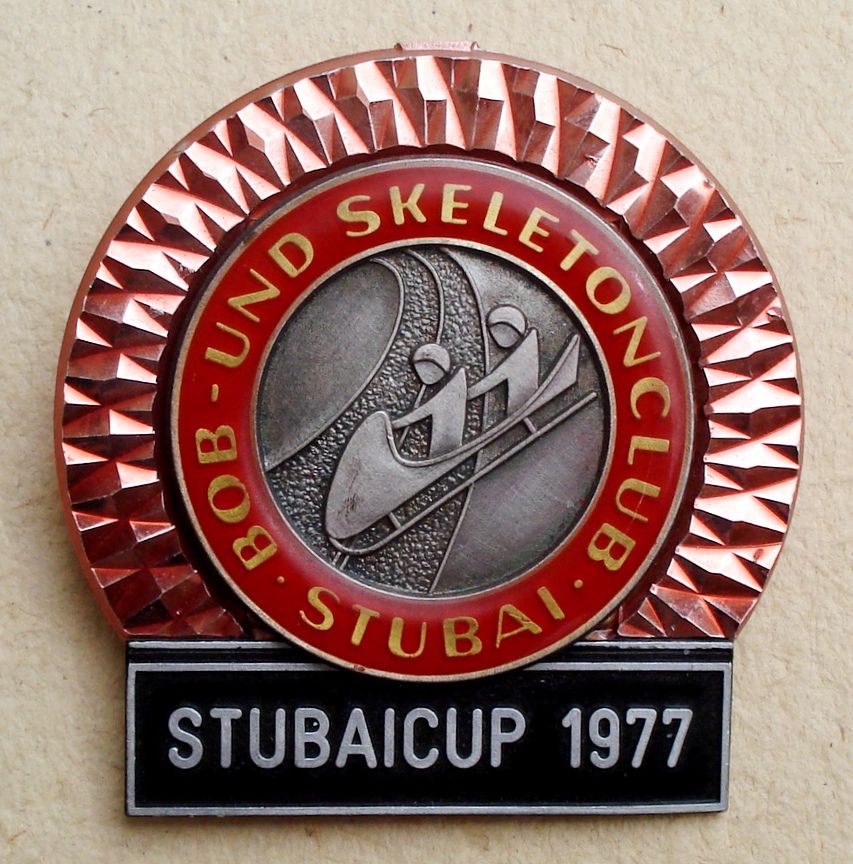 BOB-UND SKELETONCLUB
· STUBAI ·
STUBAICUP 1977